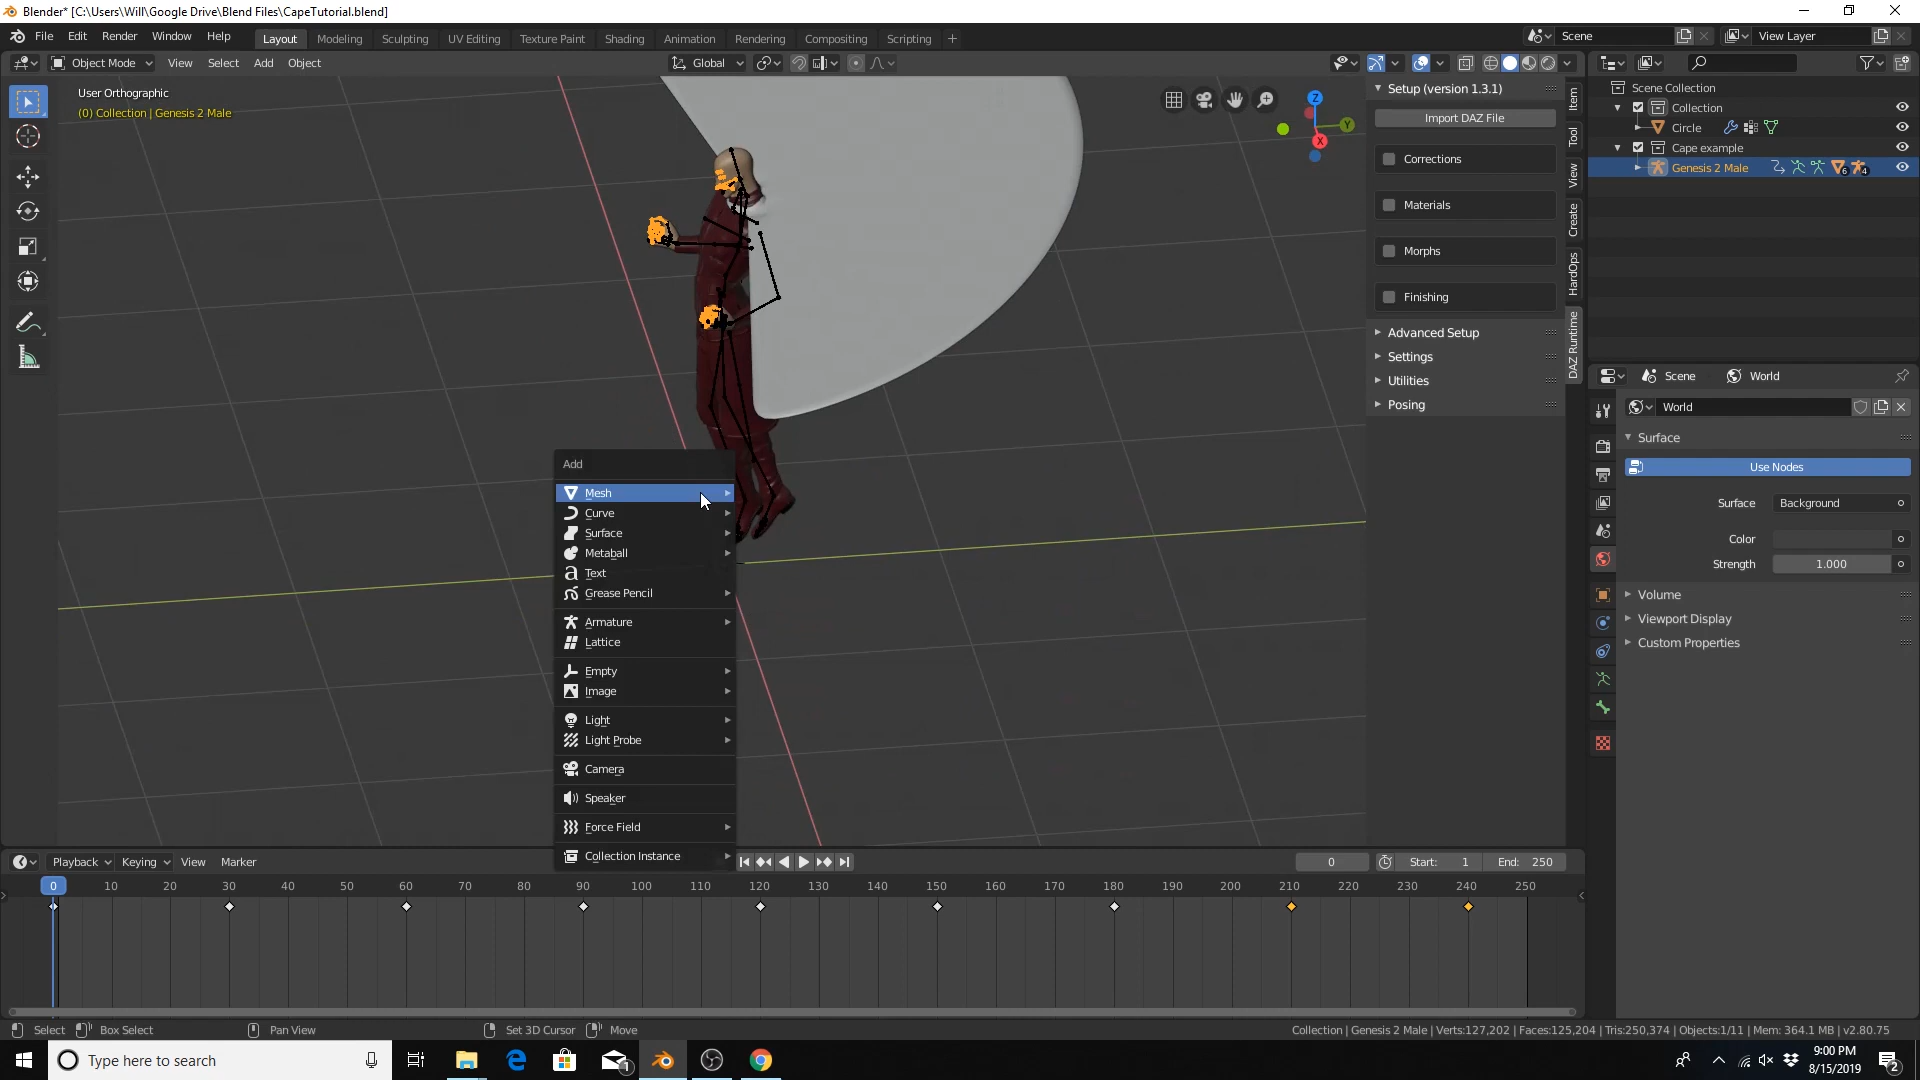 Blender* [C:\Users\Will\Google Drive\Blend Files\CapeTutorial.blend]
File Edit Render Window Help Layout Modeling Sculpting UV Editing Texture Paint Shading Animation Rendering Compositing Scripting + Scene View Layer
Object Mode View Select Add Object Global
User Orthographic
(0) Collection | Genesis 2 Male
Z
Y
X
Setup (version 1.3.1)
Import DAZ File
Corrections
Materials
Morphs
Finishing
Advanced Setup
Settings
Utilities
Posing
Item
Tool
View
Create
HardOps
DAZ Runtime
Scene Collection
Collection
Circle
Cape example
Genesis 2 Male 6 4
Scene World
World
Surface
Use Nodes
Surface Background
Color
Strength 1.000
Volume
Viewport Display
Custom Properties
Add
Mesh
Curve
Surface
Metaball
Text
Grease Pencil
Armature
Lattice
Empty
Image
Light
Light Probe
Camera
Speaker
Force Field
Collection Instance
Playback Keying View Marker 0 Start: 1 End: 250
0 10 20 30 40 50 60 70 80 90 100 110 120 130 140 150 160 170 180 190 200 210 220 230 240 250
Select Box Select Pan View Set 3D Cursor Move Collection | Genesis 2 Male | Verts:127,202 | Faces:125,204 | Tris:250,374 | Objects:1/11 | Mem: 364.1 MB | v2.80.75
Type here to search 1
9:00 PM
8/15/2019
2